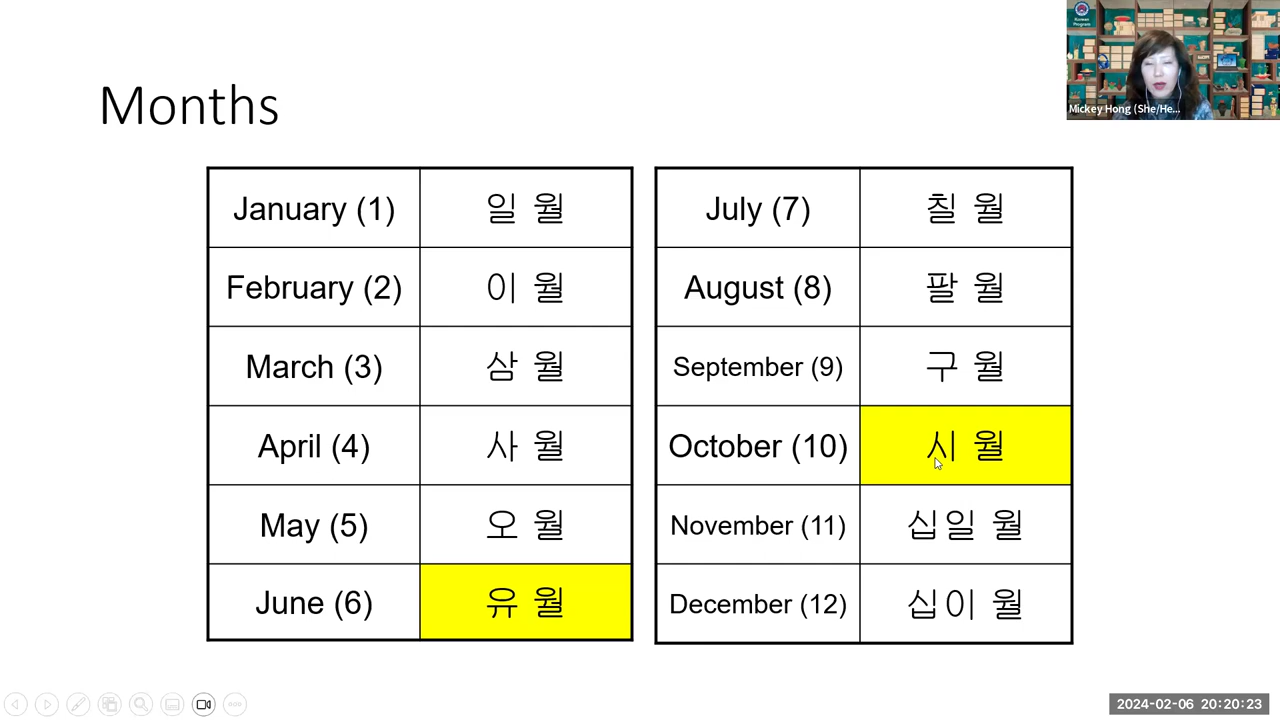 Korean
Program
Mickey Hong (She/He...
Months
January (1) 일 월
February (2) 이 월
March (3) 삼 월
April (4) 사 월
May (5) 오 월
June (6) 유 월
July (7) 칠 월
August (8) 팔 월
September (9) 구 월
October (10) 시 월
November (11) 십일 월
December (12) 십이 월
2024-02-06 20:20:23